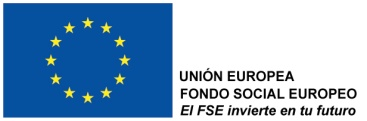 UNIÓN EUROPEA
FONDO SOCIAL EUROPEO
El FSE invierte en tu futuro